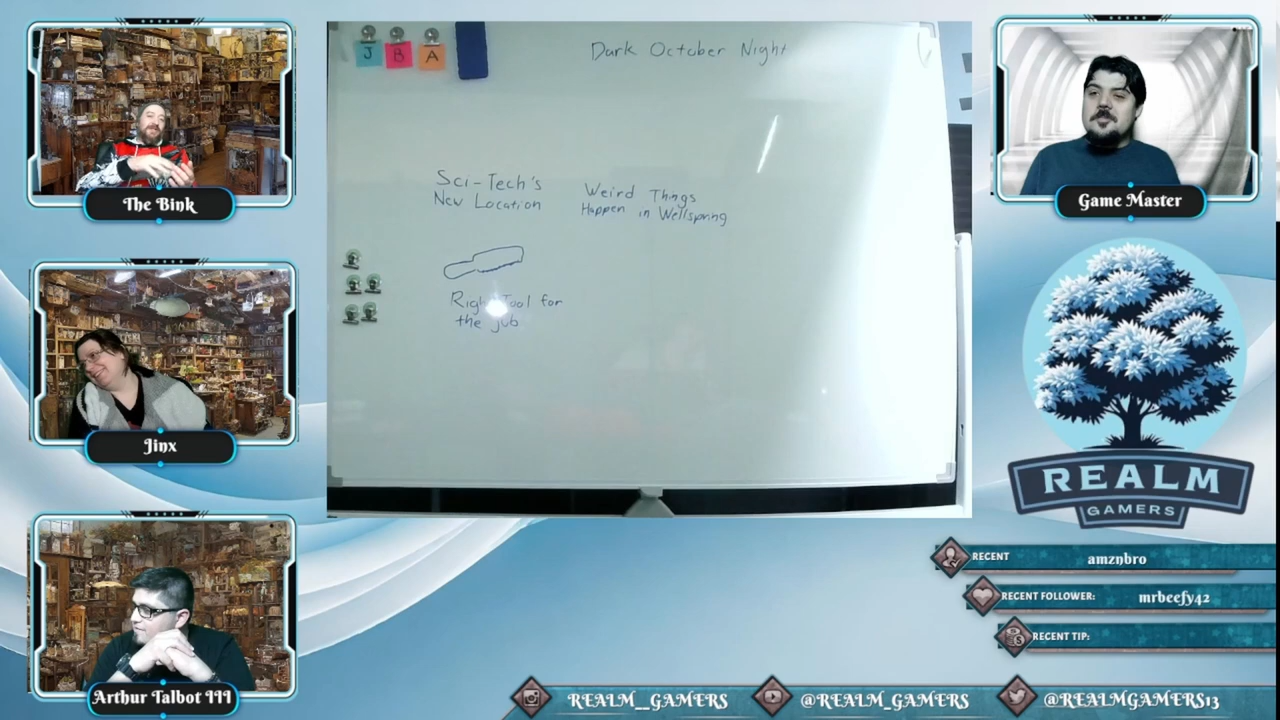 J B A
Dark October Night
Sci-Tech's
New Location
Weird Things
Happen in Wellspring
Right Tool for
the job
The Bink
Jinx
Arthur Talbot III
Game Master
REALM
GAMERS
RECENT amznbro
RECENT FOLLOWER: mrbeefy42
RECENT TIP:
REALM__GAMERS @REALM_GAMERS @REALMGAMERS13